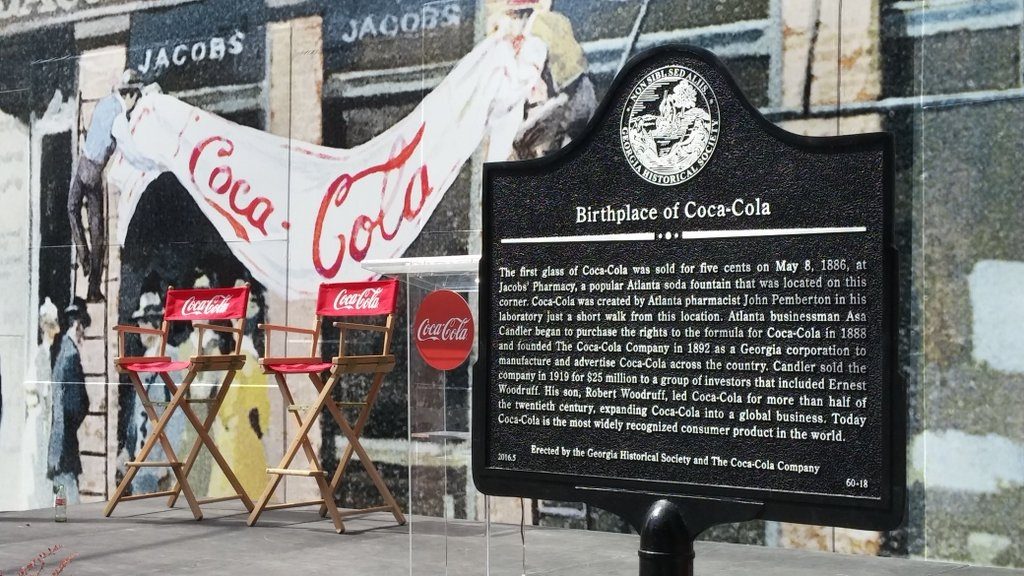 JACOBS
JACOBS
Coca-Cola
Coca-Cola
Coca-Cola
Coca-Cola
NON SIBI, SED ALIIS
GEORGIA HISTORICAL SOCIETY
Birthplace of Coca-Cola
The first glass of Coca-Cola was sold for five cents on May 8, 1886, at
Jacobs' Pharmacy, a popular Atlanta soda fountain that was located on this
corner. Coca-Cola was created by Atlanta pharmacist John Pemberton in his
laboratory just a short walk from this location. Atlanta businessman Asa
Candler began to purchase the rights to the formula for Coca-Cola in 1888
and founded The Coca-Cola Company in 1892 as a Georgia corporation to
manufacture and advertise Coca-Cola across the country. Candler sold the
company in 1919 for $25 million to a group of investors that included Ernest
Woodruff. His son, Robert Woodruff, led Coca-Cola for more than half of
the twentieth century, expanding Coca-Cola into a global business. Today
Coca-Cola is the most widely recognized consumer product in the world.
Erected by the Georgia Historical Society and The Coca-Cola Company
2016.5
60-18